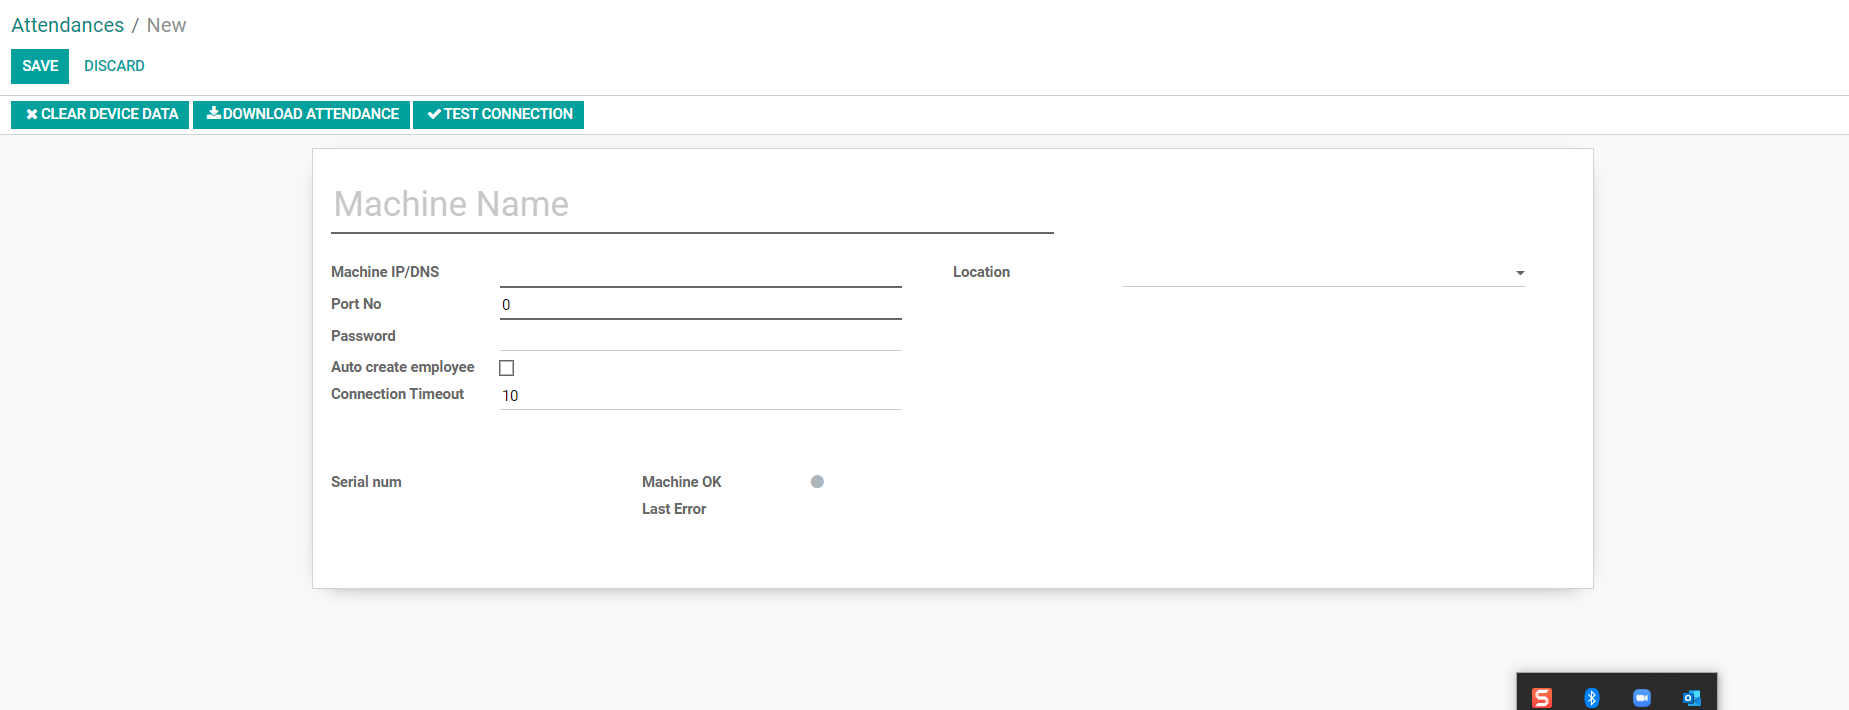 Attendances / New
SAVE DISCARD
CLEAR DEVICE DATA DOWNLOAD ATTENDANCE TEST CONNECTION
Machine Name
Machine IP/DNS Location
Port No 0
Password
Auto create employee
Connection Timeout 10
Serial num Machine OK
Last Error